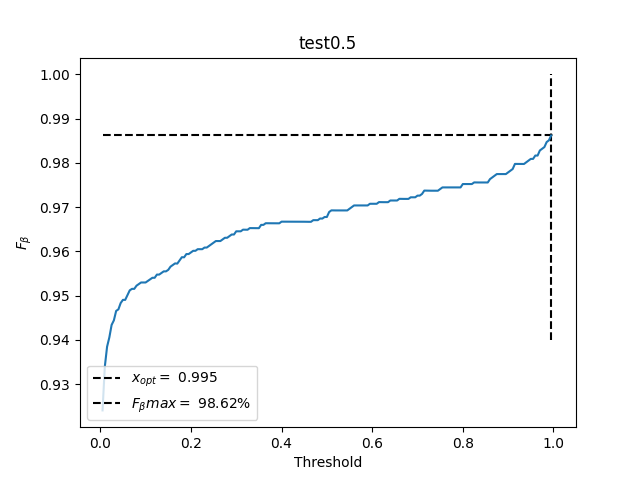 test0.5
1.00
0.99
0.98
0.97
0.96
0.95
0.94
0.93
F_β
x_opt = 0.995
F_β max = 98.62%
0.0 0.2 0.4 0.6 0.8 1.0
Threshold